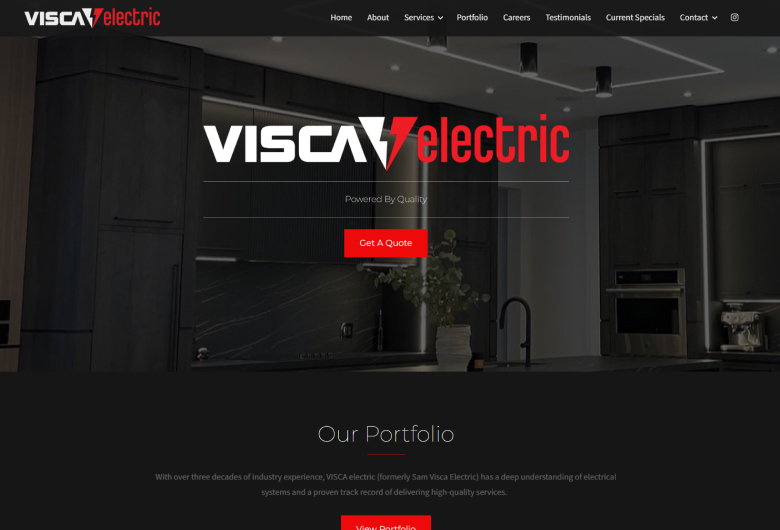 VISCA electric
Home About Services Portfolio Careers Testimonials Current Specials Contact
VISCA electric
Powered By Quality
Get A Quote
Our Portfolio
With over three decades of industry experience, VISCA electric (formerly Sam Visca Electric) has a deep understanding of electrical
systems and a proven track record of delivering high-quality services.
View Portfolio